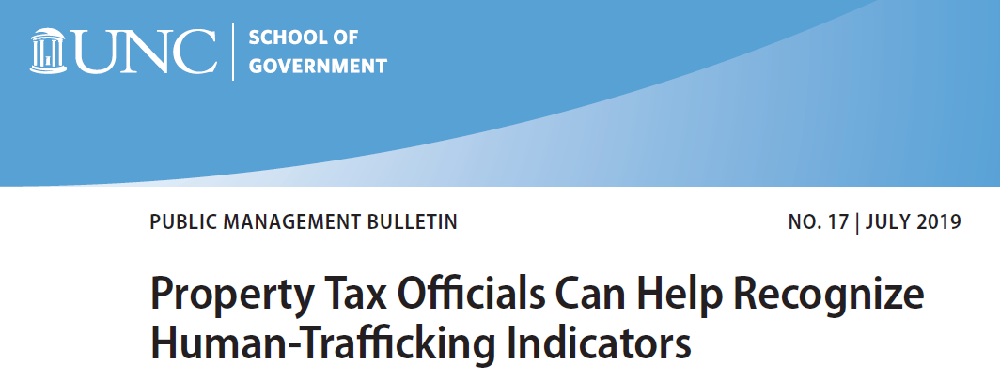 UNC
SCHOOL OF
GOVERNMENT
PUBLIC MANAGEMENT BULLETIN
NO. 17 | JULY 2019
Property Tax Officials Can Help Recognize
Human-Trafficking Indicators